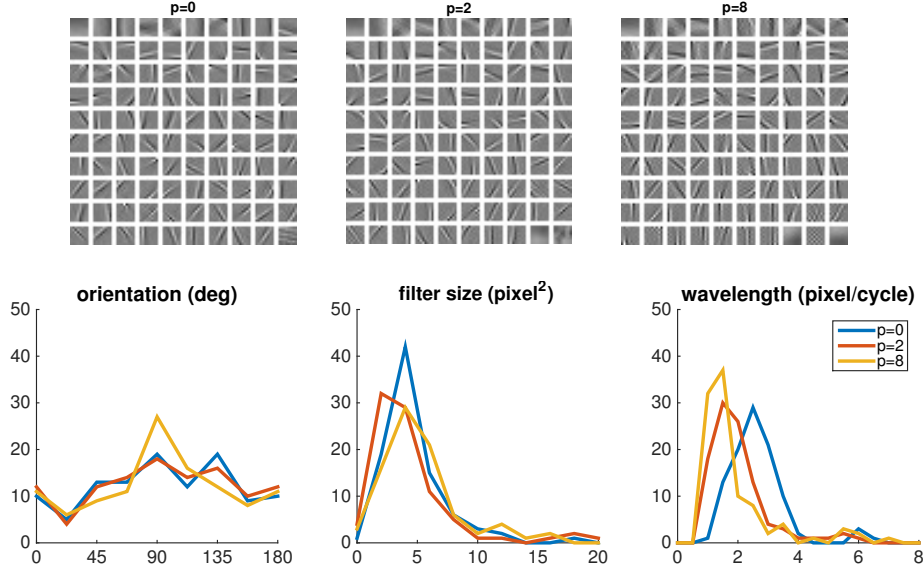 p=0 p=2 p=8
orientation (deg) filter size (pixel²) wavelength (pixel/cycle)
50 50 50
40 40 40
30 30 30
20 20 20
10 10 10
0 0 0
0 45 90 135 180 0 5 10 15 20 0 2 4 6 8
p=0
p=2
p=8